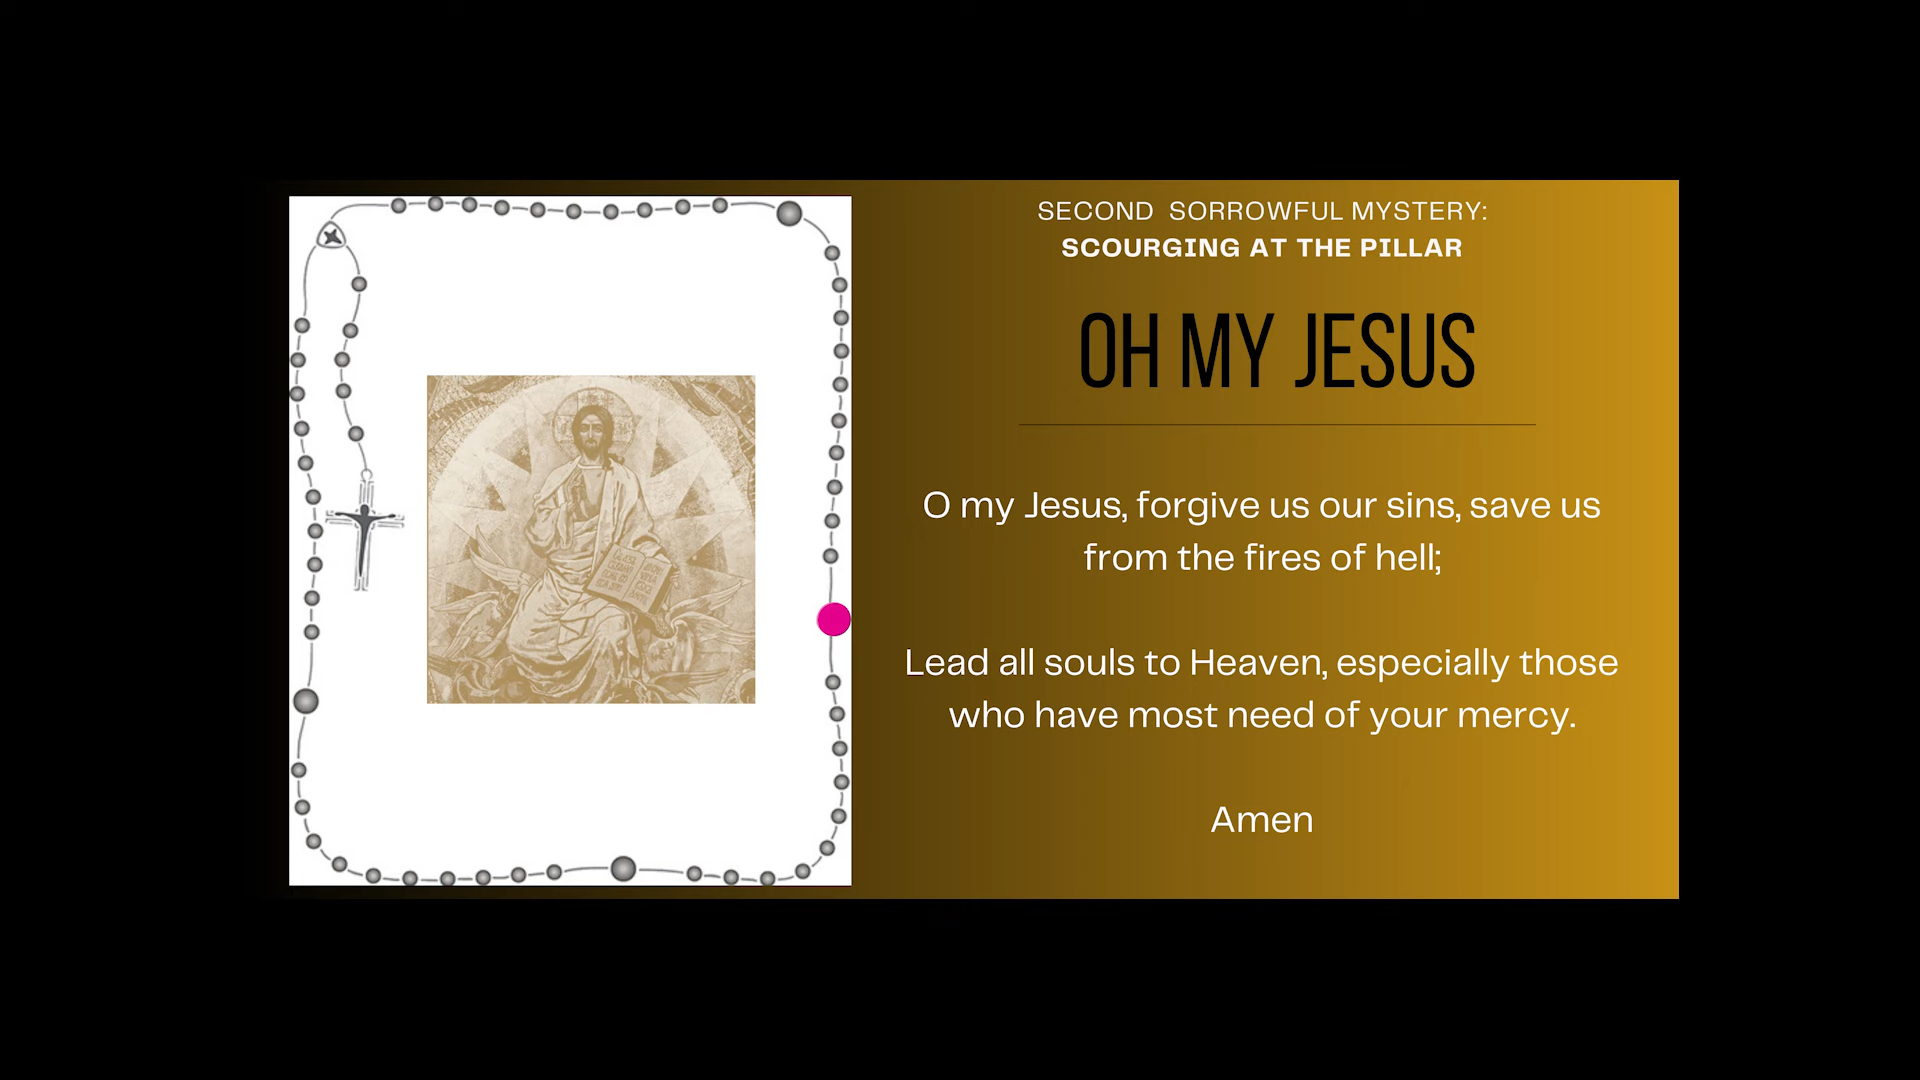 SECOND SORROWFUL MYSTERY:
SCOURGING AT THE PILLAR
OH MY JESUS
O my Jesus, forgive us our sins, save us
from the fires of hell;
Lead all souls to Heaven, especially those
who have most need of your mercy.
Amen